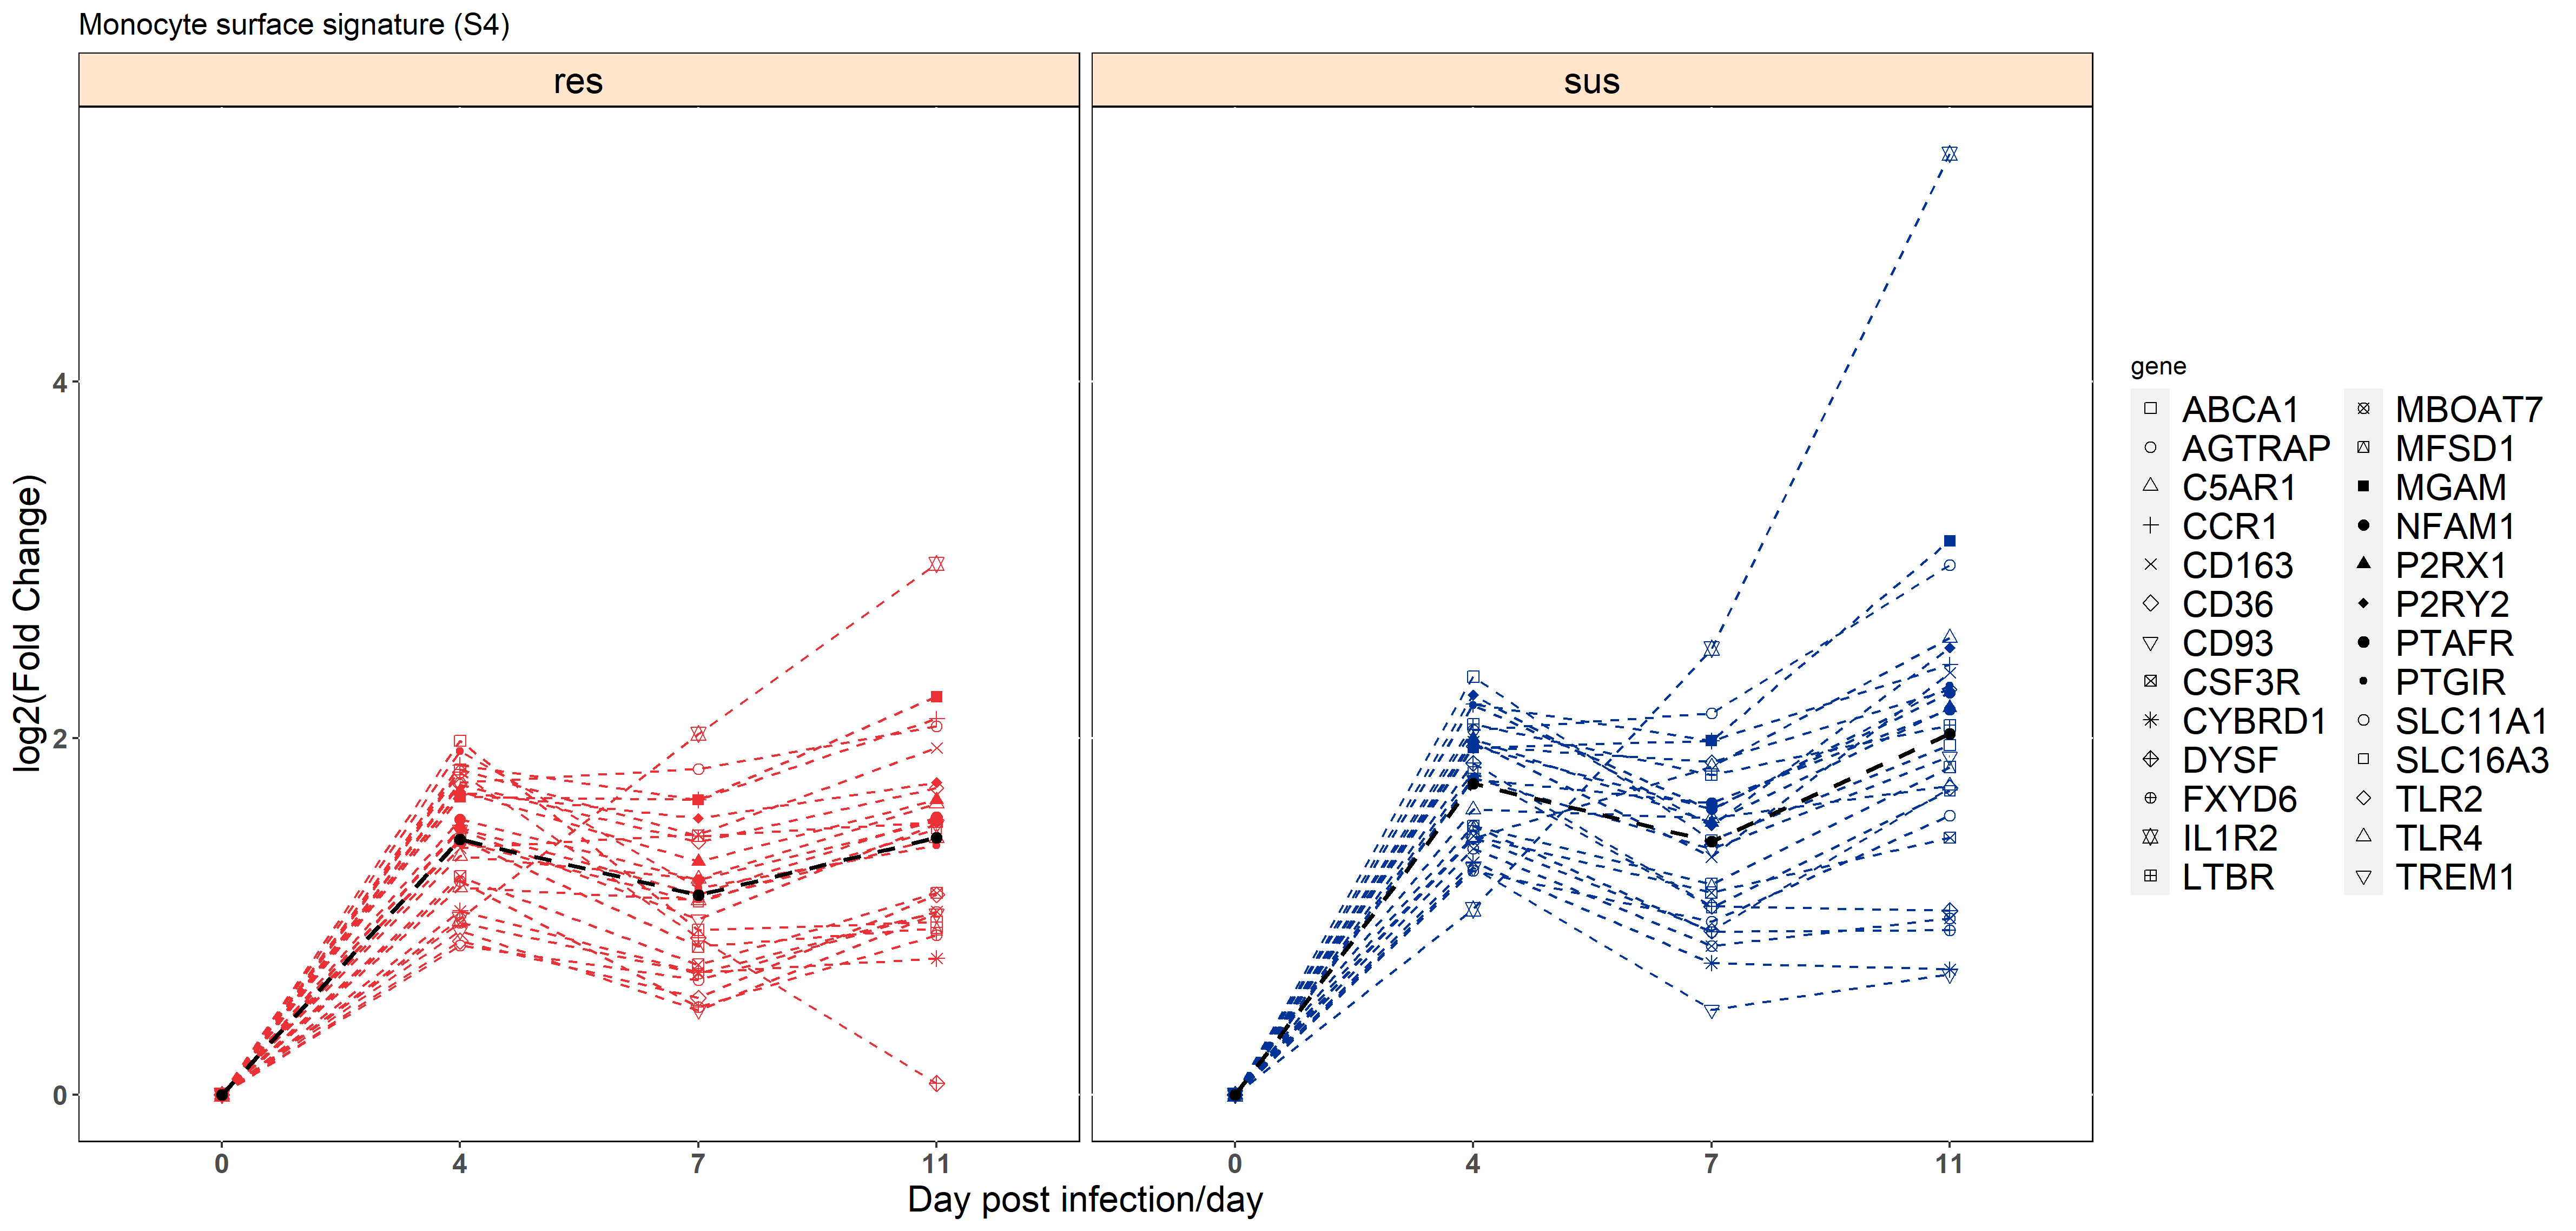 Monocyte surface signature (S4)
res
sus
log2(Fold Change)
4
2
0
0
4
7
11
0
4
7
11
Day post infection/day
gene
ABCA1
AGTRAP
C5AR1
CCR1
CD163
CD36
CD93
CSF3R
CYBRD1
DYSF
FXYD6
IL1R2
LTBR
MBOAT7
MFSD1
MGAM
NFAM1
P2RX1
P2RY2
PTAFR
PTGIR
SLC11A1
SLC16A3
TLR2
TLR4
TREM1